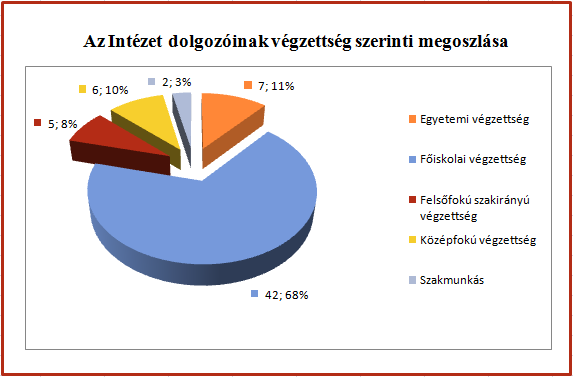 Az Intézet dolgozóinak végzettség szerinti megoszlása
2; 3%
6; 10%
7; 11%
5; 8%
42; 68%
Egyetemi végzettség
Főiskolai végzettség
Felsőfokú szakirányú
végzettség
Középfokú végzettség
Szakmunkás